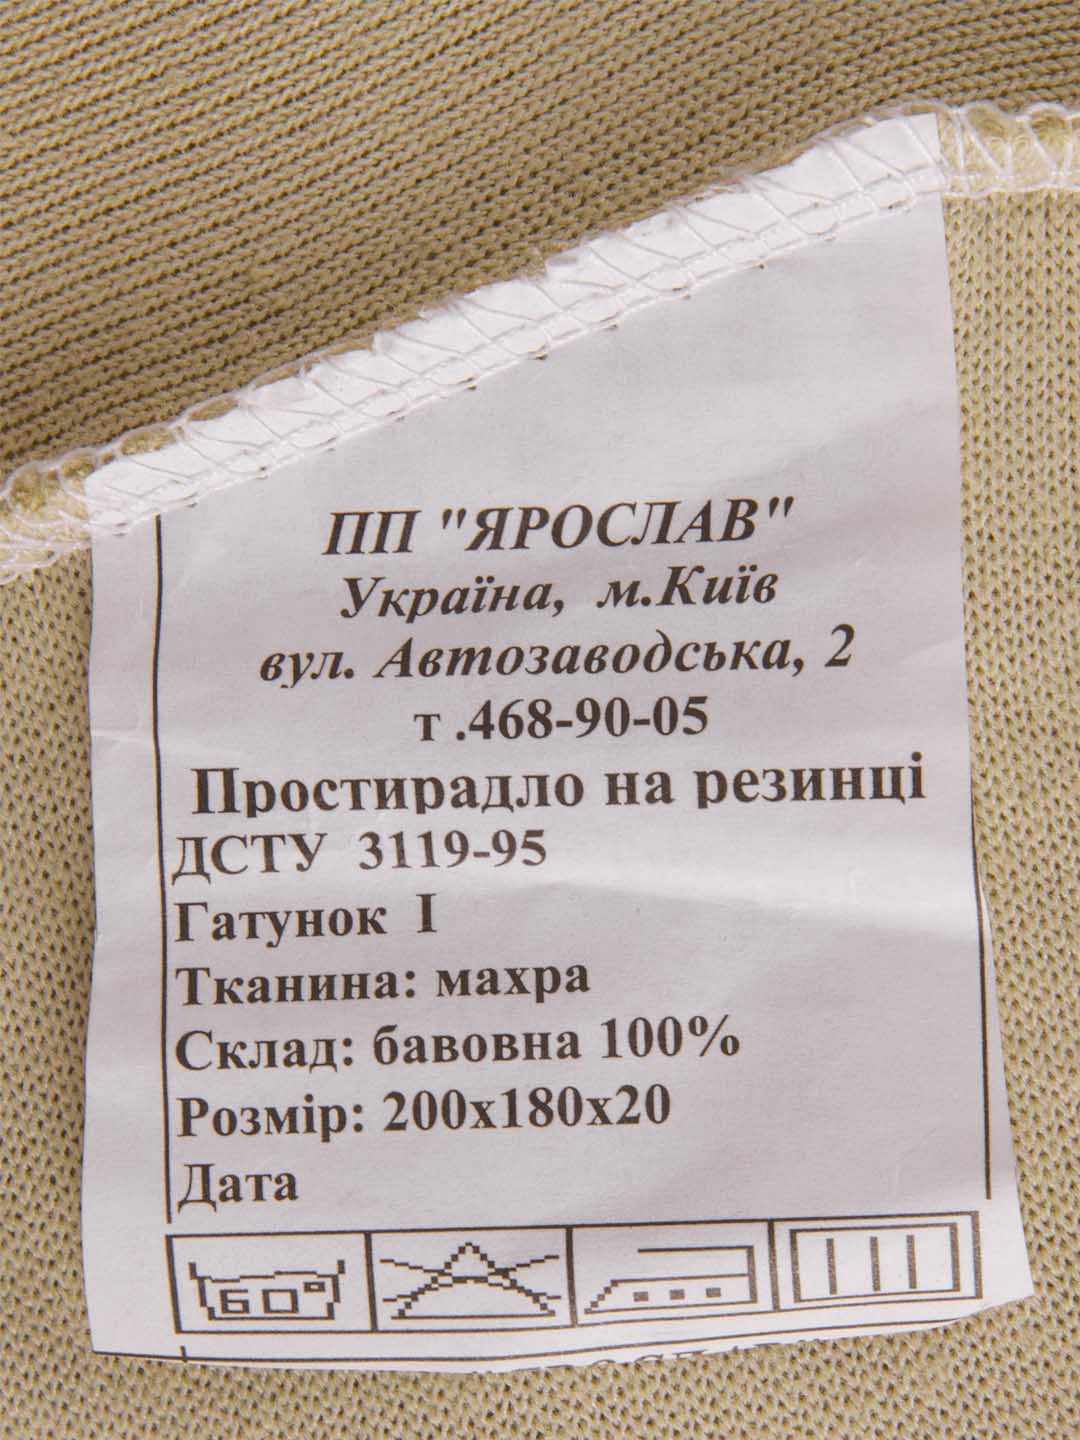 ПП "ЯРОСЛАВ"
Україна, м.Київ
вул. Автозаводська, 2
т .468-90-05
Простирадло на резинці
ДСТУ 3119-95
Гатунок І
Тканина: махра
Склад: бавовна 100%
Розмір: 200х180х20
Дата
60°